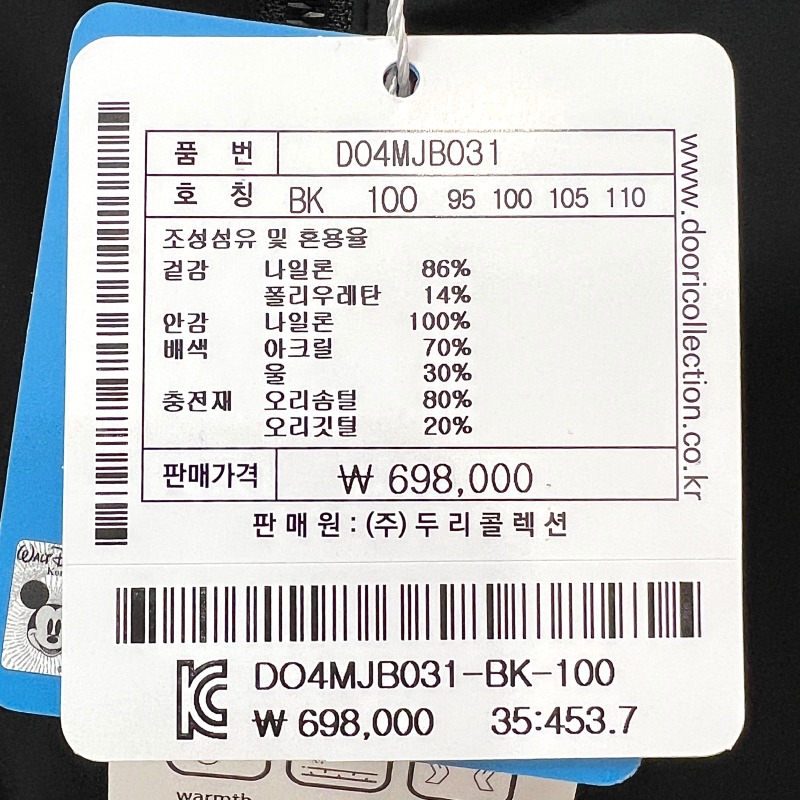 품 번 DO4MJB031
호 칭 BK 100 95 100 105 110
조성섬유 및 혼용율
겉감 나일론 86%
폴리우레탄 14%
안감 나일론 100%
배색 아크릴 70%
울 30%
충전재 오리솜털 80%
오리깃털 20%
판매가격 ₩ 698,000
판매원 : (주)두리콜렉션
www.dooricollection.co.kr
DO4MJB031-BK-100
₩ 698,000 35:453.7
WALT
warmth